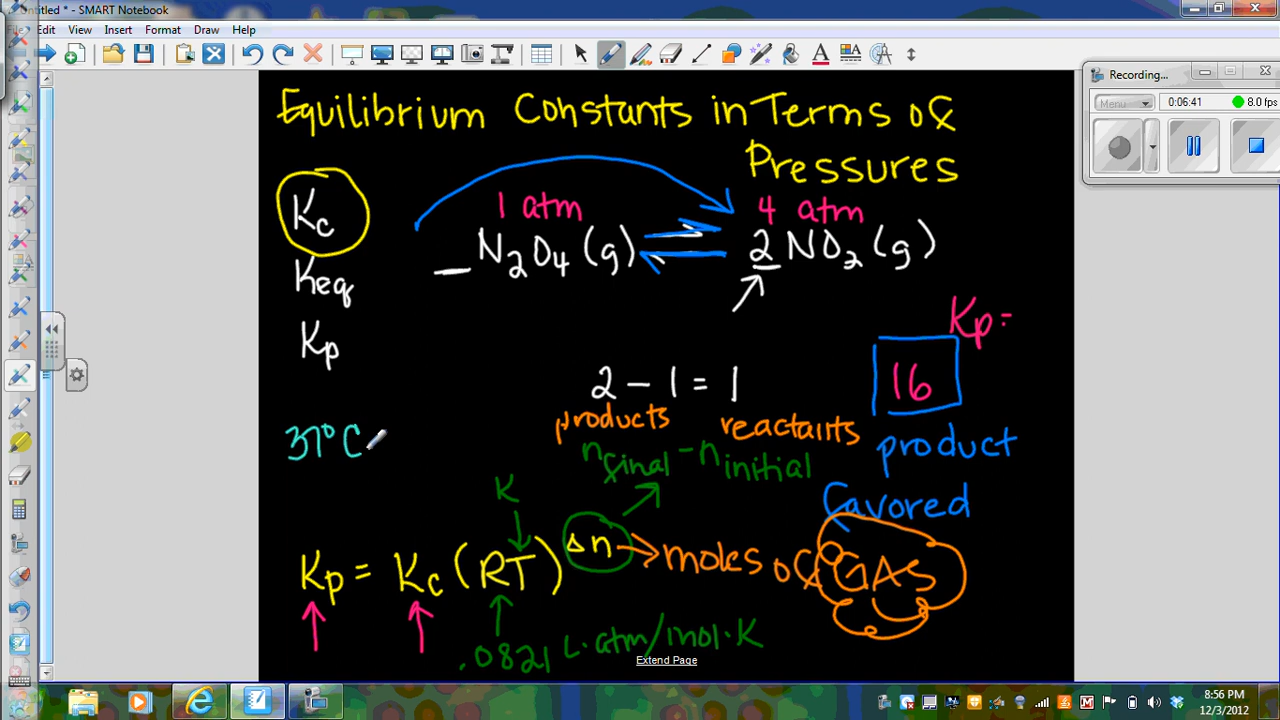 Untitled * - SMART Notebook
File Edit View Insert Format Draw Help
Recording...
Menu
0:06:41
8.0 fps
Equilibrium Constants in Terms of
Pressures
Kc
1 atm 4 atm
_ N2O4 (g) ⇌ 2NO2 (g)
Keq
Kp
Kp =
16
2 - 1 = 1
products reactants
product
favored
37°C
nfinal - ninitial
K
Kp = Kc (RT) Δn → moles of GAS
.0821 L·atm/mol·K
Extend Page
8:56 PM
12/3/2012